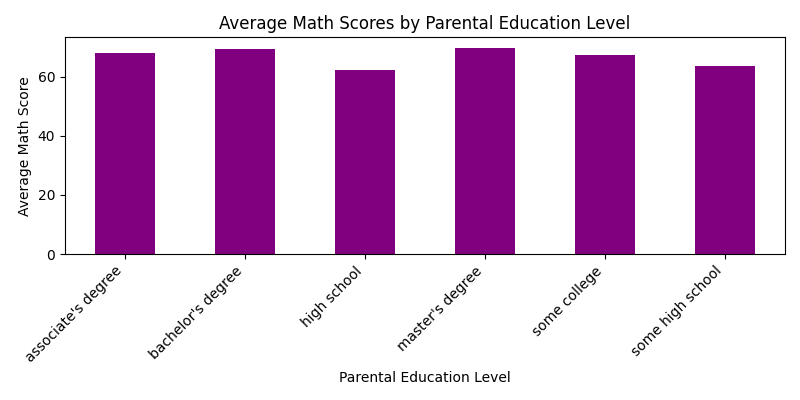 Average Math Scores by Parental Education Level
Average Math Score
60
40
20
0
associate's degree
bachelor's degree
high school
master's degree
some college
some high school
Parental Education Level